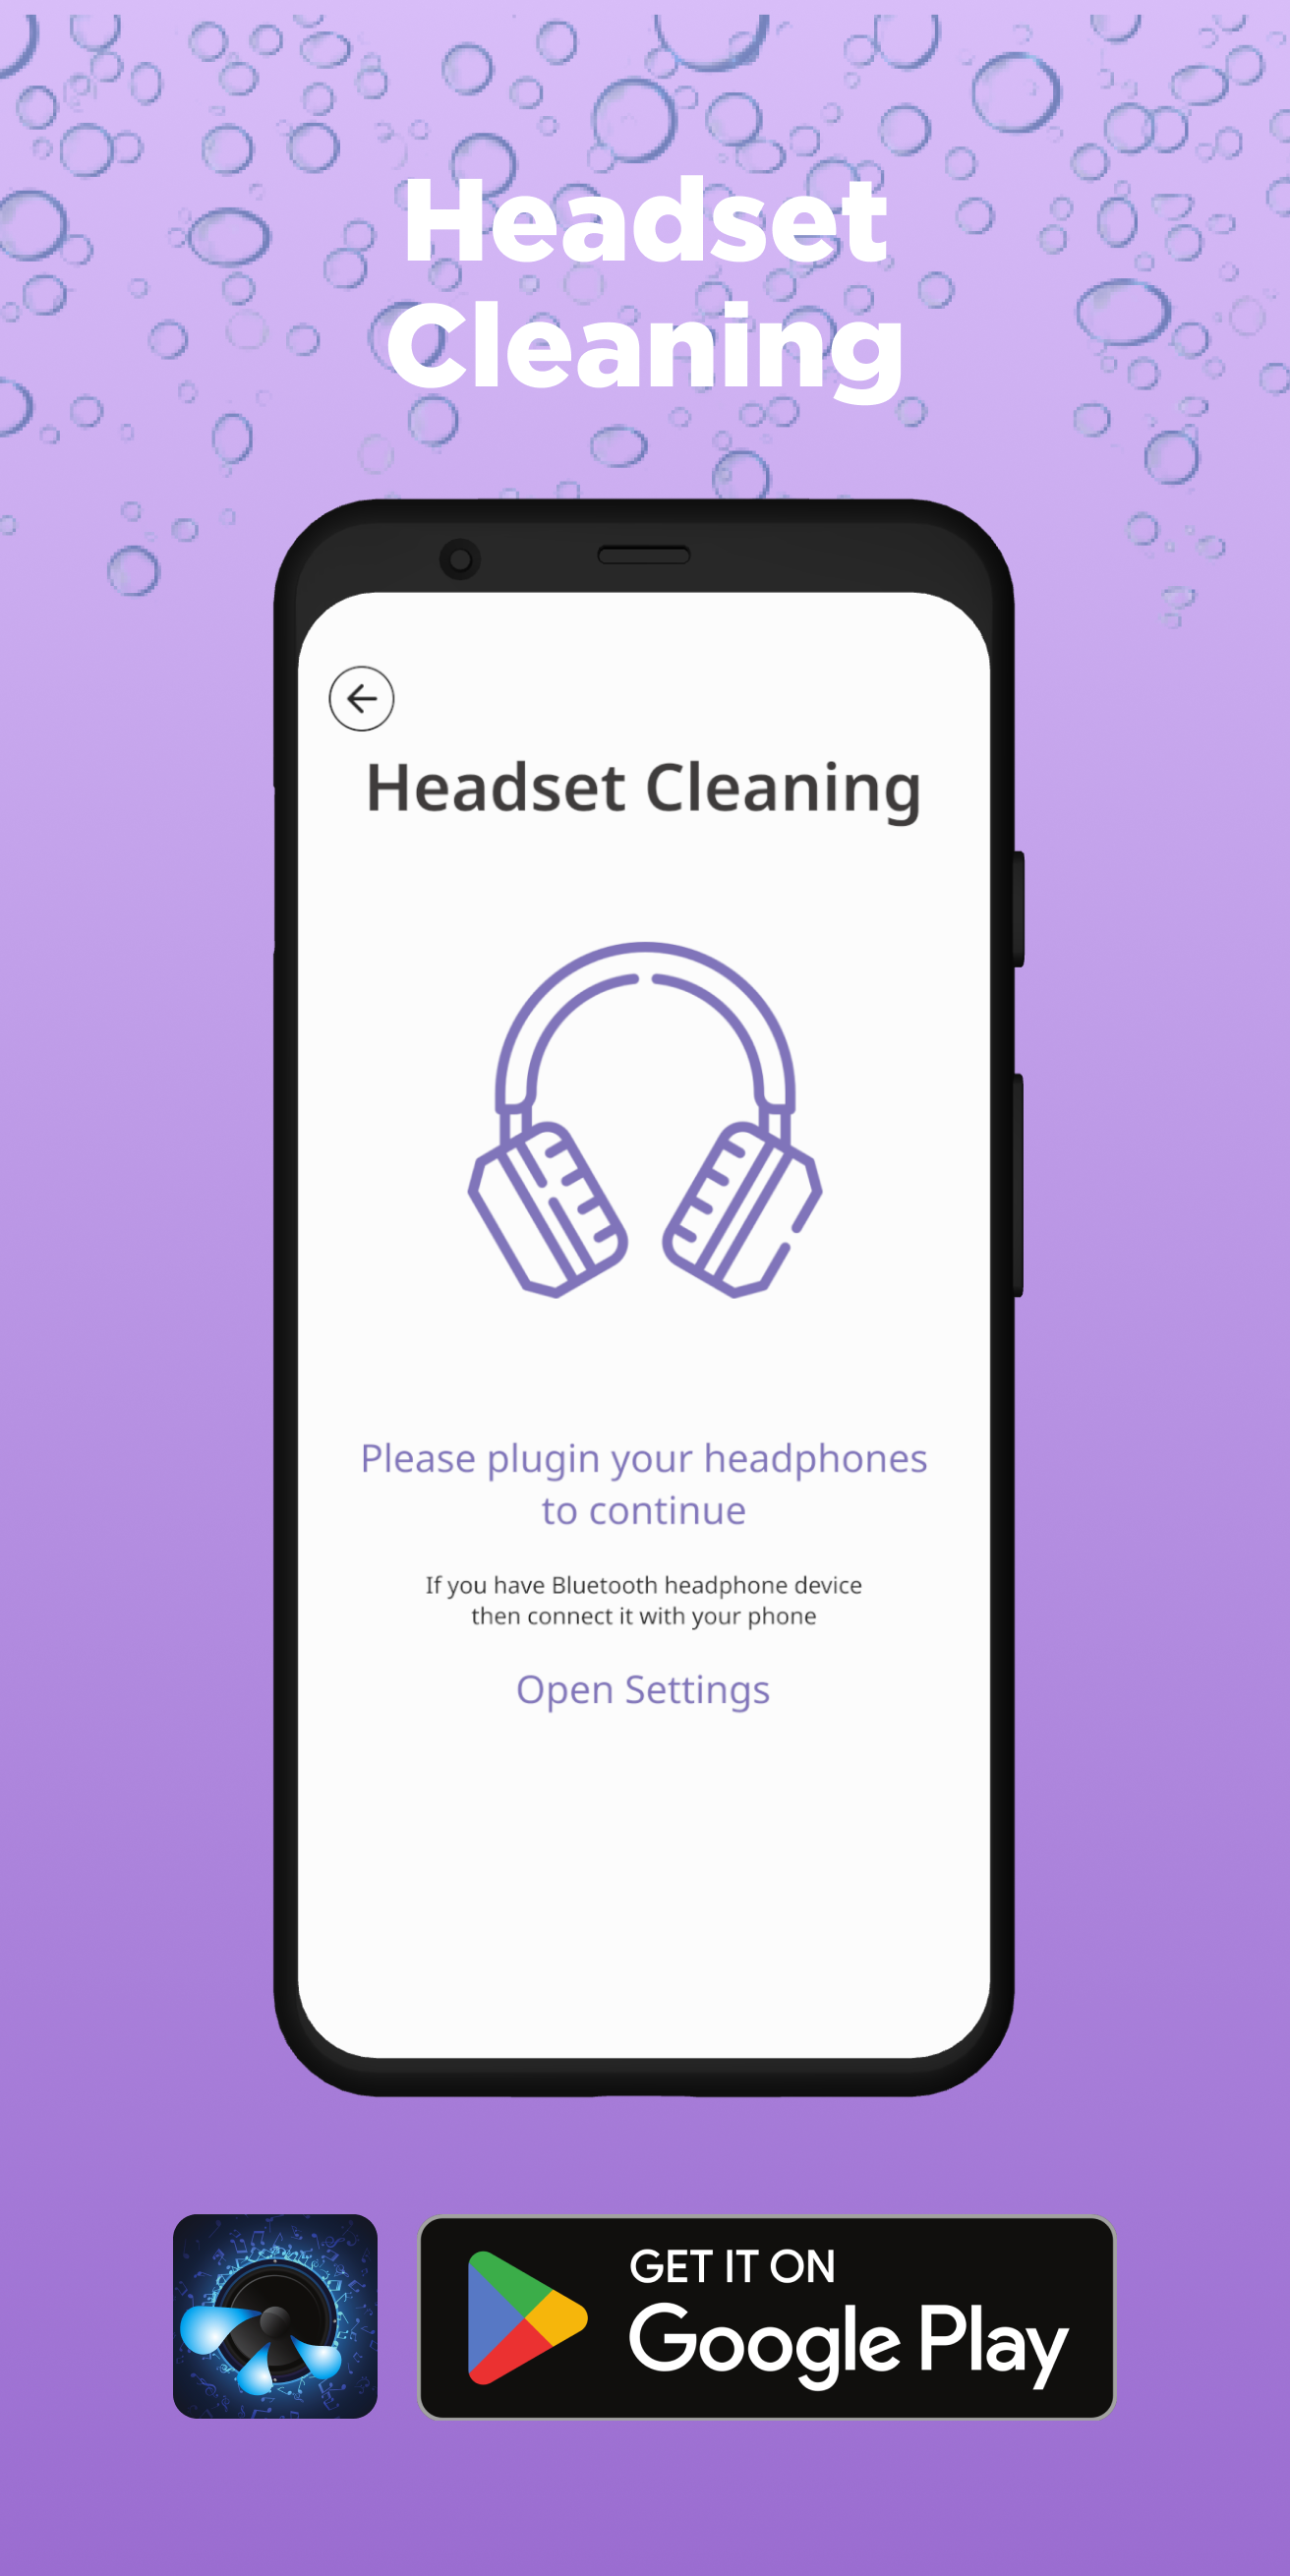 Headset
Cleaning
Headset Cleaning
Please plugin your headphones
to continue
If you have Bluetooth headphone device
then connect it with your phone
Open Settings
GET IT ON
Google Play